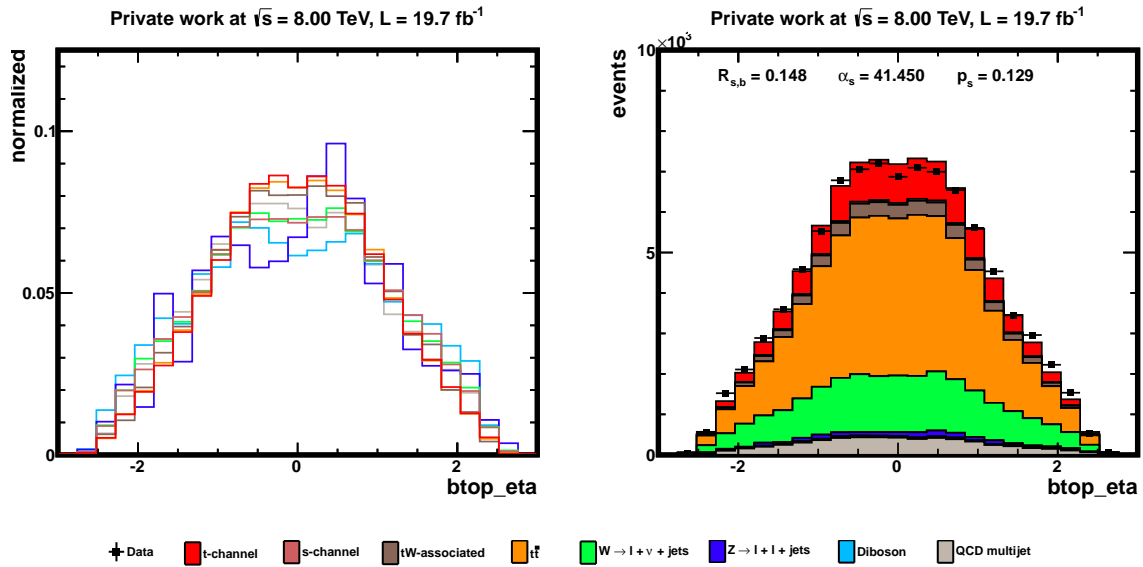 Private work at √s = 8.00 TeV, L = 19.7 fb⁻¹
normalized
0.1
0.05
0
-2
0
2
btop_eta
Private work at √s = 8.00 TeV, L = 19.7 fb⁻¹
×10³
events
R_{s,b} = 0.148 α_s = 41.450 p_s = 0.129
10
5
0
-2
0
2
btop_eta
Data t-channel s-channel tW-associated tt̄ W → l + ν + jets Z → l + l + jets Diboson QCD multijet